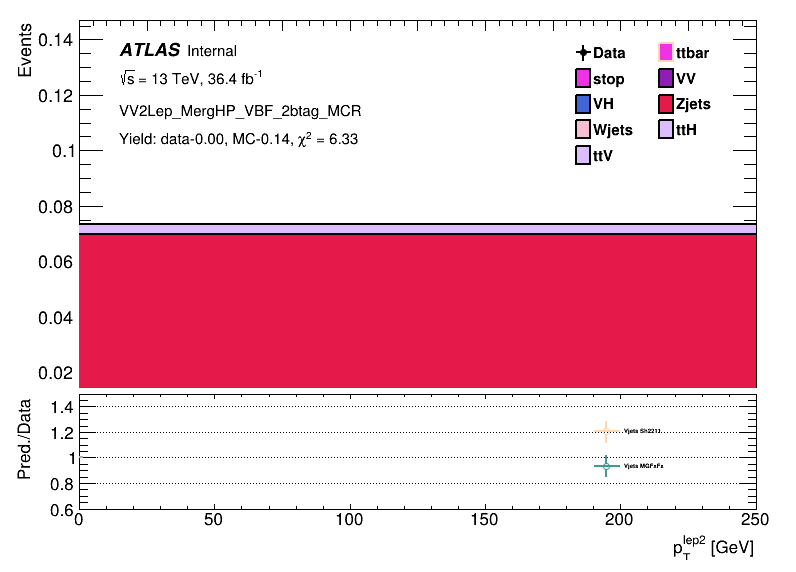 Events
0.14
0.12
0.1
0.08
0.06
0.04
0.02
ATLAS Internal
√s = 13 TeV, 36.4 fb⁻¹
VV2Lep_MergHP_VBF_2btag_MCR
Yield: data-0.00, MC-0.14, χ² = 6.33
Data
ttbar
stop
VV
VH
Zjets
Wjets
ttH
ttV
Pred./Data
1.4
1.2
1
0.8
0.6
Vjets Sh2211
Vjets MGFxFx
0 50 100 150 200 250
p_T^lep2 [GeV]